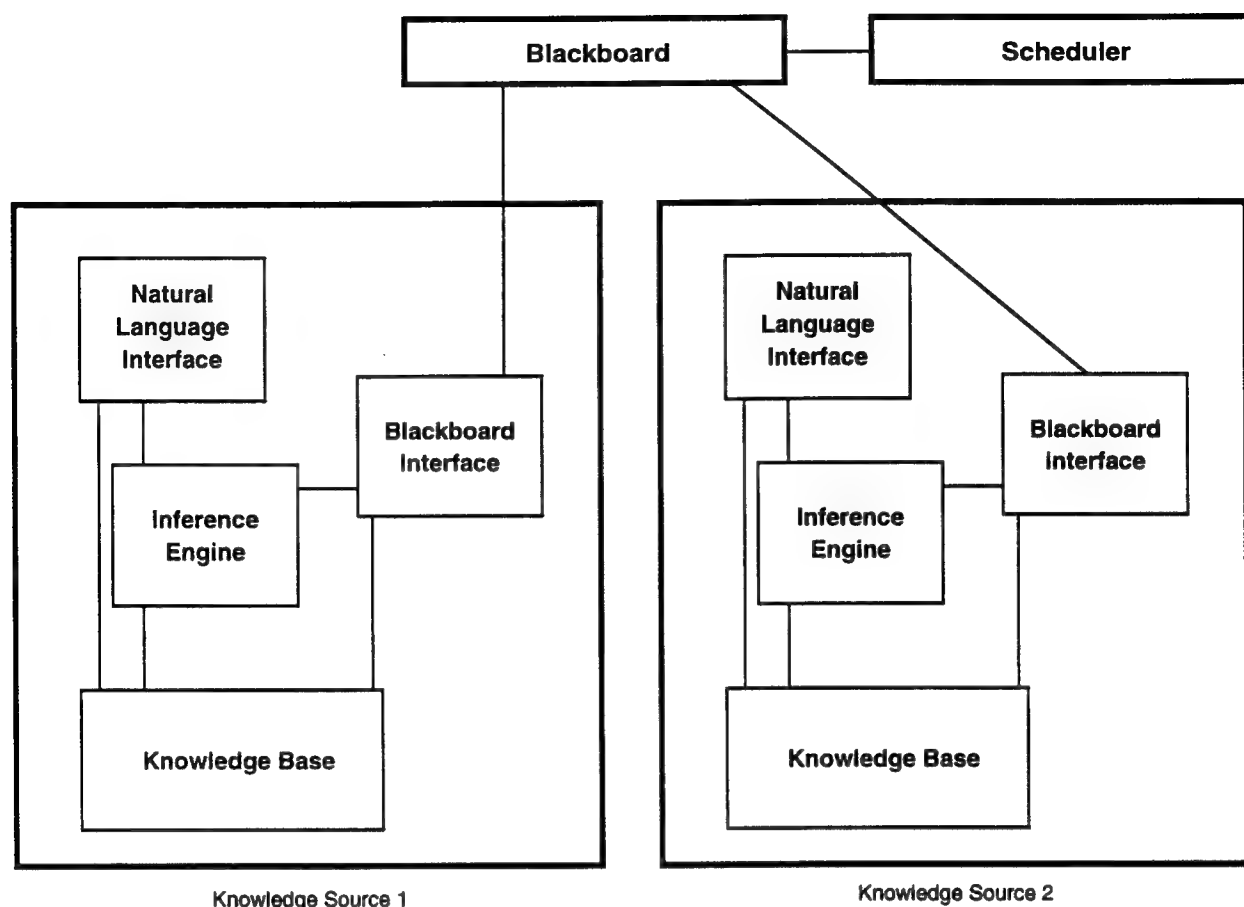 Blackboard
Scheduler
Natural
Language
Interface
Blackboard
Interface
Inference
Engine
Knowledge Base
Knowledge Source 1
Natural
Language
Interface
Blackboard
Interface
Inference
Engine
Knowledge Base
Knowledge Source 2